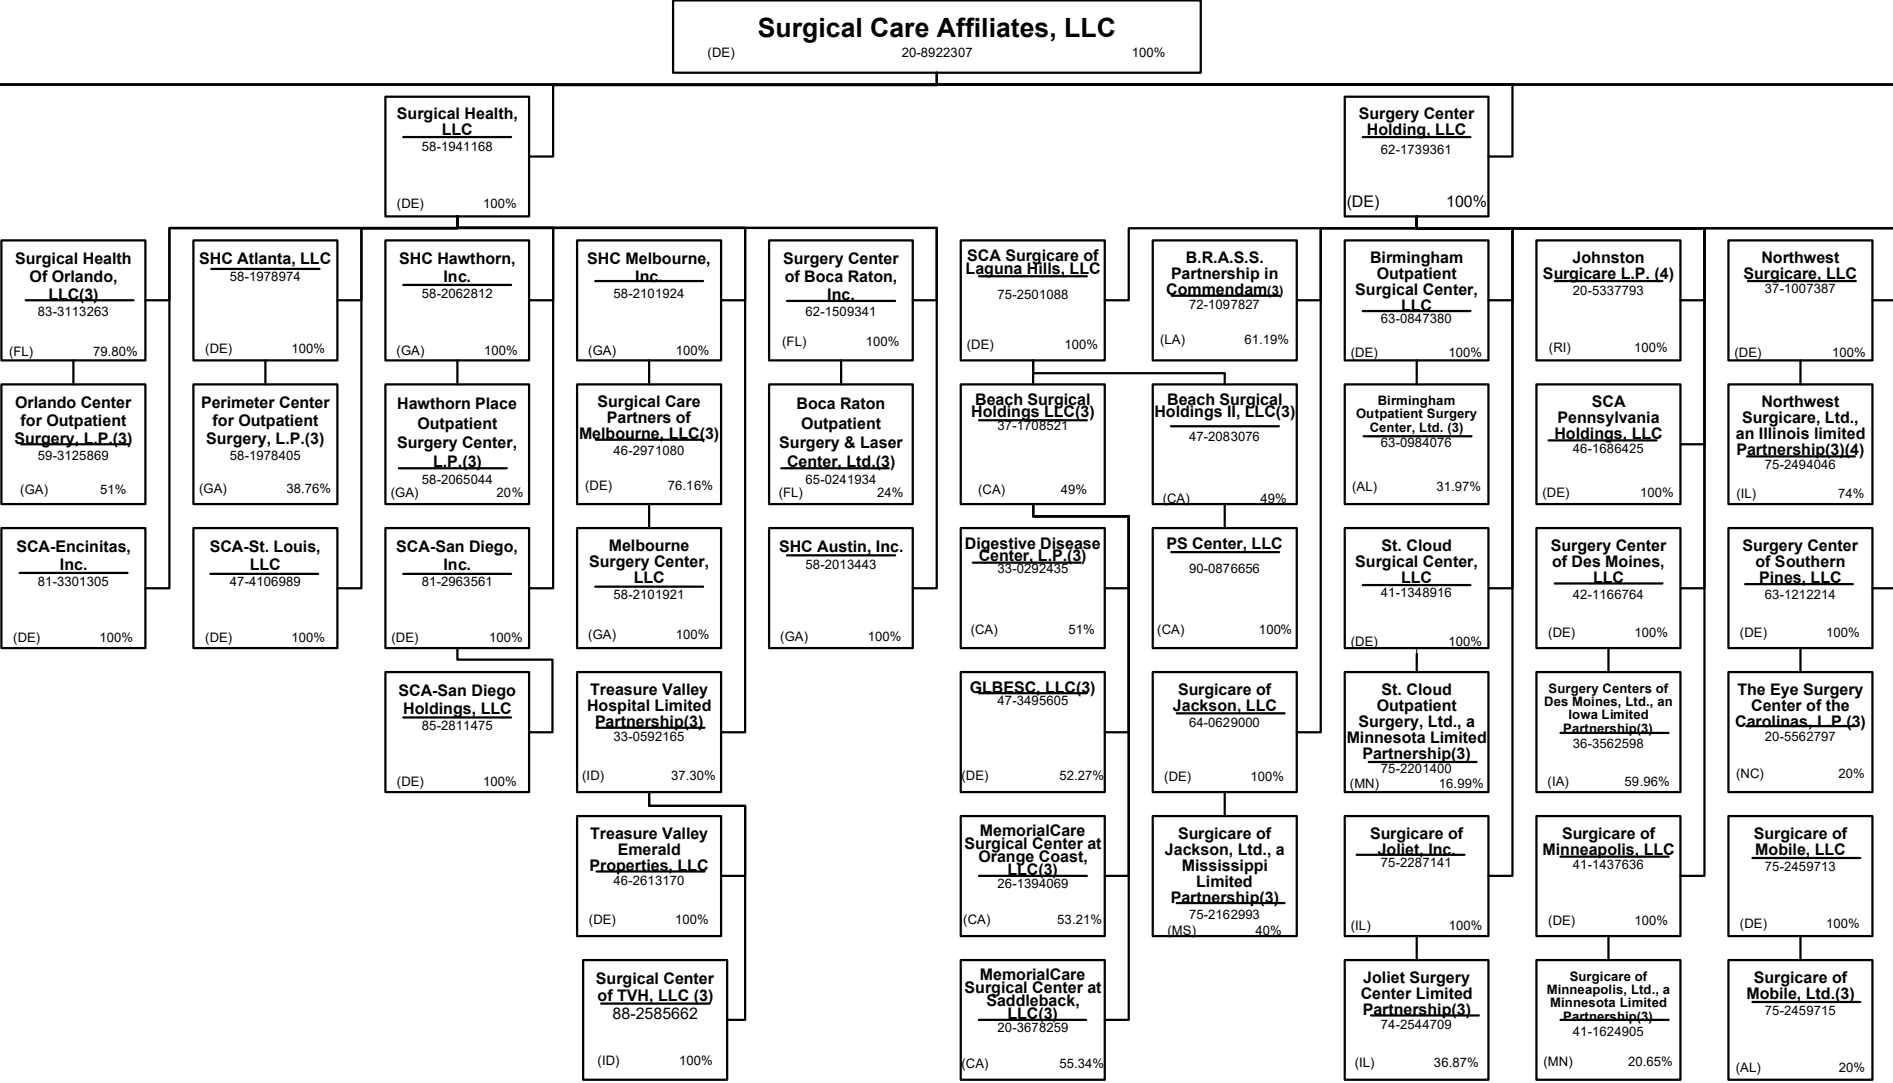 Surgical Care Affiliates, LLC
(DE) 20-8922307 100%
Surgical Health,
LLC
58-1941168
(DE) 100%
Surgery Center
Holding, LLC
62-1739361
(DE) 100%
Surgical Health
Of Orlando,
LLC(3)
83-3113263
(FL) 79.80%
SHC Atlanta, LLC
58-1978974
(DE) 100%
SHC Hawthorn,
Inc.
58-2062812
(GA) 100%
SHC Melbourne,
Inc.
58-2101924
(GA) 100%
Surgery Center
of Boca Raton,
Inc.
62-1509341
(FL) 100%
SCA Surgicare of
Laguna Hills, LLC
75-2501088
(DE) 100%
B.R.A.S.S.
Partnership in
Commendam(3)
72-1097827
(LA) 61.19%
Birmingham
Outpatient
Surgical Center,
LLC
63-0847380
(DE) 100%
Johnston
Surgicare L.P. (4)
20-5337793
(RI) 100%
Northwest
Surgicare, LLC
37-1007387
(DE) 100%
Orlando Center
for Outpatient
Surgery, L.P.(3)
59-3125869
(GA) 51%
Perimeter Center
for Outpatient
Surgery, L.P.(3)
58-1978405
(GA) 38.76%
Hawthorn Place
Outpatient
Surgery Center,
L.P.(3)
58-2065044
(GA) 20%
Surgical Care
Partners of
Melbourne, LLC(3)
46-2971080
(DE) 76.16%
Boca Raton
Outpatient
Surgery & Laser
Center, Ltd.(3)
65-0241934
(FL) 24%
Beach Surgical
Holdings LLC(3)
37-1708521
(CA) 49%
Beach Surgical
Holdings II, LLC(3)
47-2083076
(CA) 49%
Birmingham
Outpatient Surgery
Center, Ltd. (3)
63-0984076
(AL) 31.97%
SCA
Pennsylvania
Holdings, LLC
46-1686425
(DE) 100%
Northwest
Surgicare, Ltd.,
an Illinois limited
Partnership(3)(4)
75-2494046
(IL) 74%
SCA-Encinitas,
Inc.
81-3301305
(DE) 100%
SCA-St. Louis,
LLC
47-4106989
(DE) 100%
SCA-San Diego,
Inc.
81-2963561
(DE) 100%
Melbourne
Surgery Center,
LLC
58-2101921
(GA) 100%
SHC Austin, Inc.
58-2013443
(GA) 100%
Digestive Disease
Center, L.P.(3)
33-0292435
(CA) 51%
PS Center, LLC
90-0876656
(CA) 100%
St. Cloud
Surgical Center,
LLC
41-1348916
(DE) 100%
Surgery Center
of Des Moines,
LLC
42-1166764
(DE) 100%
Surgery Center
of Southern
Pines, LLC
63-1212214
(DE) 100%
SCA-San Diego
Holdings, LLC
85-2811475
(DE) 100%
Treasure Valley
Hospital Limited
Partnership(3)
33-0592165
(ID) 37.30%
GLBESC, LLC(3)
47-3495605
(DE) 52.27%
Surgicare of
Jackson, LLC
64-0629000
(DE) 100%
St. Cloud
Outpatient
Surgery, Ltd., a
Minnesota Limited
Partnership(3)
75-2201400
(MN) 16.99%
Surgery Centers of
Des Moines, Ltd., an
Iowa Limited
Partnership(3)
36-3562598
(IA) 59.96%
The Eye Surgery
Center of the
Carolinas, L.P.(3)
20-5562797
(NC) 20%
Treasure Valley
Emerald
Properties, LLC
46-2613170
(DE) 100%
MemorialCare
Surgical Center at
Orange Coast,
LLC(3)
26-1394069
(CA) 53.21%
Surgicare of
Jackson, Ltd., a
Mississippi
Limited
Partnership(3)
75-2162993
(MS) 40%
Surgicare of
Joliet, Inc.
75-2287141
(IL) 100%
Surgicare of
Minneapolis, LLC
41-1437636
(DE) 100%
Surgicare of
Mobile, LLC
75-2459713
(DE) 100%
Surgical Center
of TVH, LLC (3)
88-2585662
(ID) 100%
MemorialCare
Surgical Center at
Saddleback,
LLC(3)
20-3678259
(CA) 55.34%
Joliet Surgery
Center Limited
Partnership(3)
74-2544709
(IL) 36.87%
Surgicare of
Minneapolis, Ltd., a
Minnesota Limited
Partnership(3)
41-1624905
(MN) 20.65%
Surgicare of
Mobile, Ltd.(3)
75-2459715
(AL) 20%